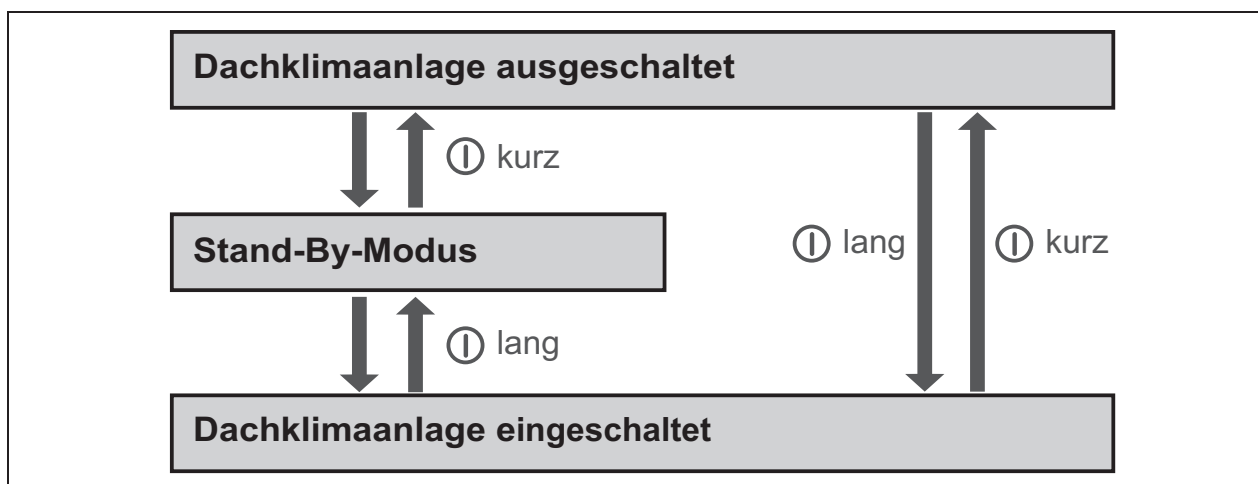 Dachklimaanlage ausgeschaltet
kurz
Stand-By-Modus
lang
kurz
lang
Dachklimaanlage eingeschaltet